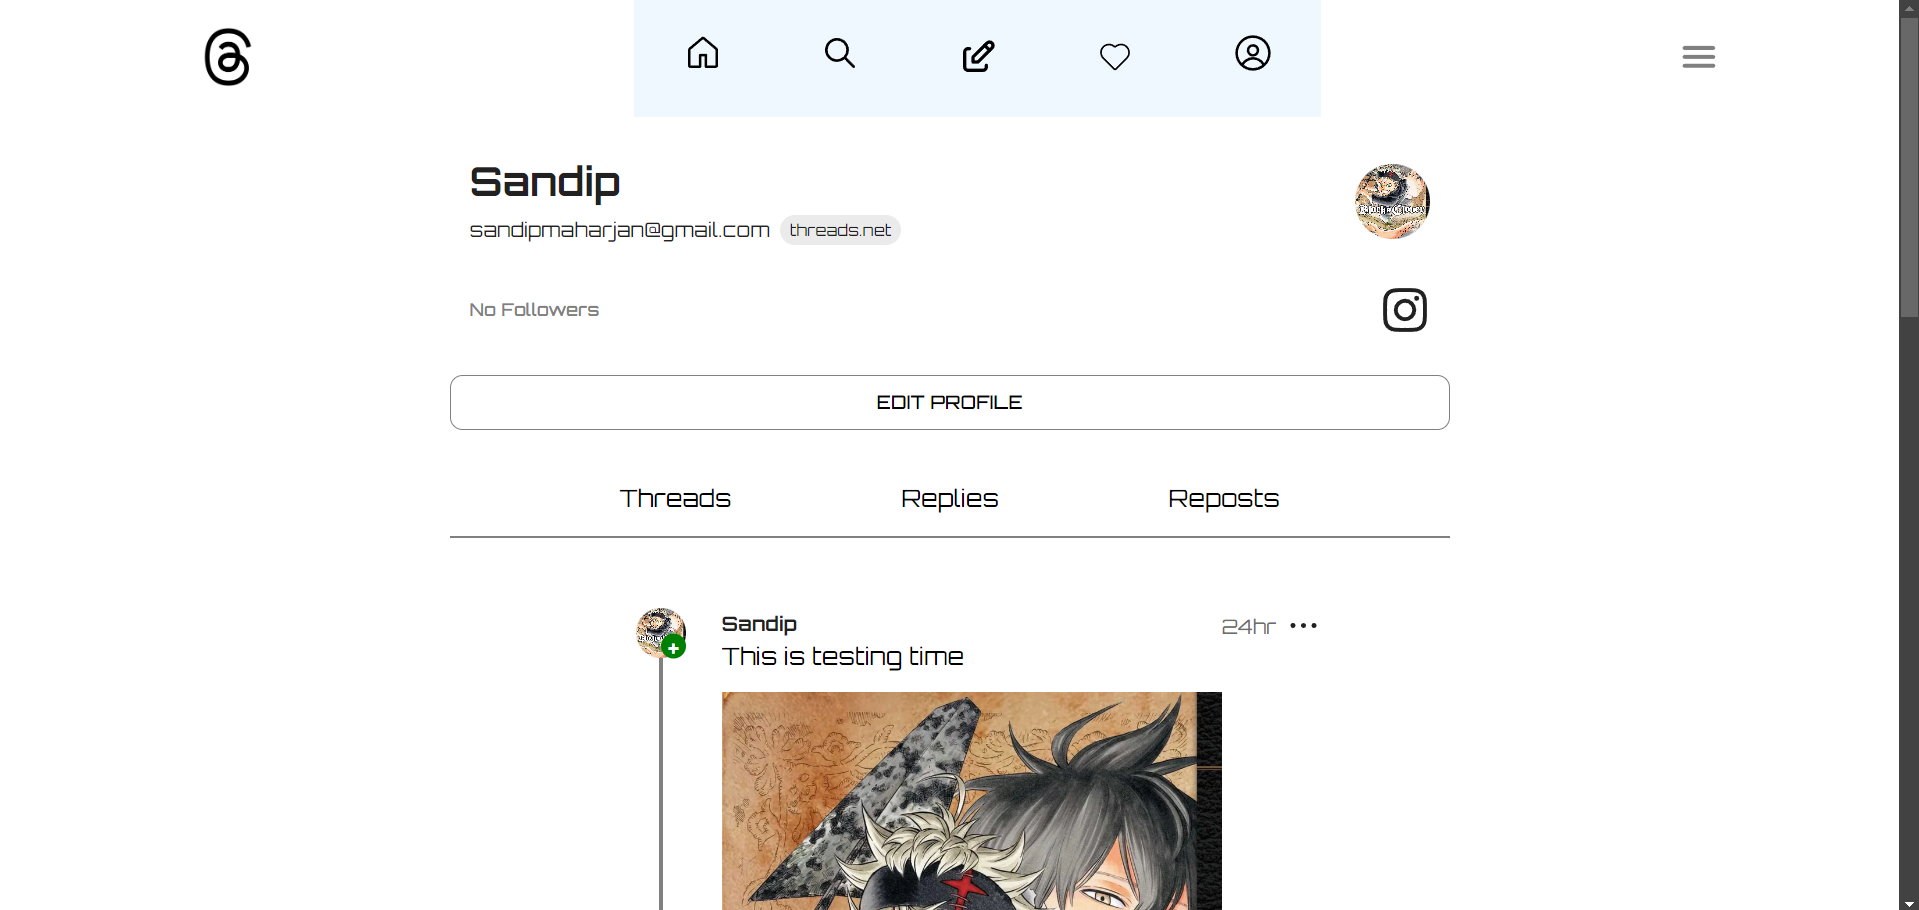 Sandip
sandipmaharjan@gmail.com threads.net
No Followers
EDIT PROFILE
Threads Replies Reposts
Sandip 24hr
This is testing time